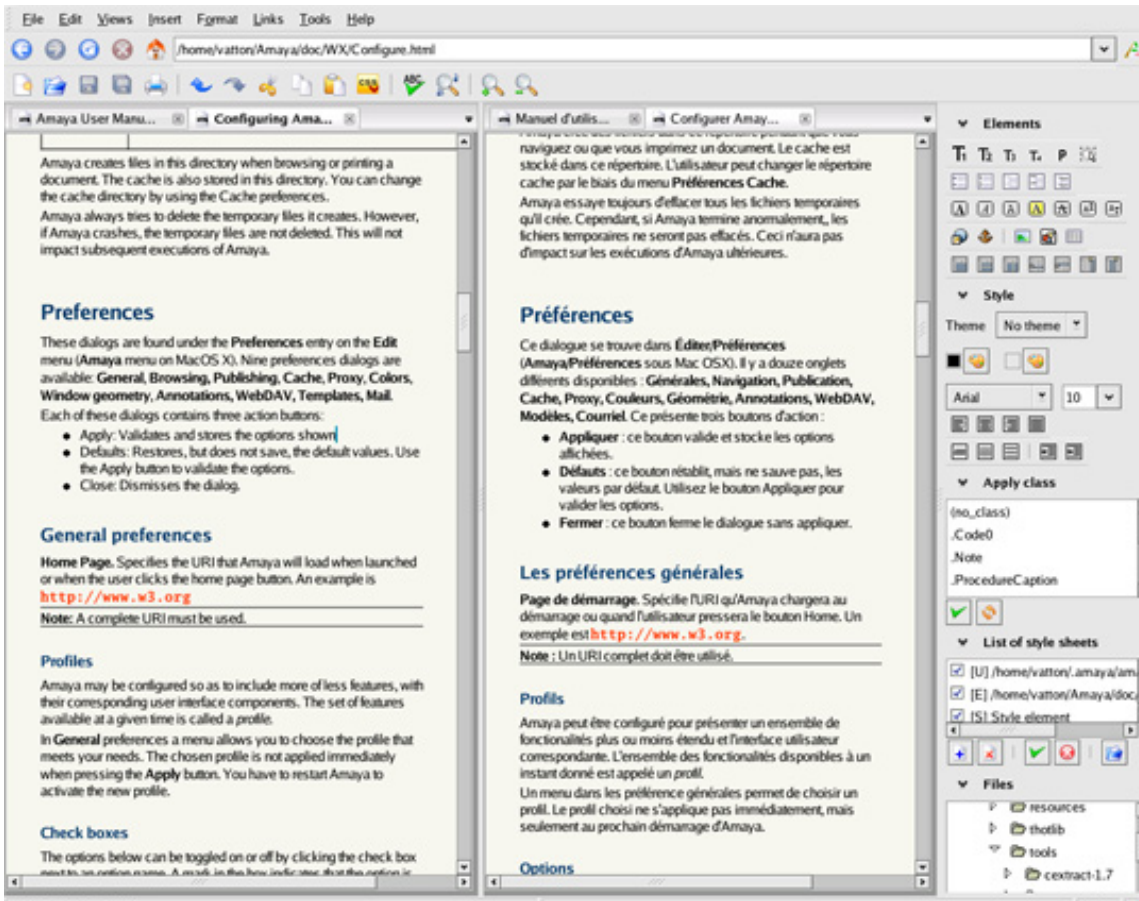 File Edit Views Insert Format Links Tools Help
/home/vatton/Amaya/doc/WX/Configure.html
Amaya User Manu...
Configuring Ama...
Amaya creates files in this directory when browsing or printing a
document. The cache is also stored in this directory. You can change
the cache directory by using the Cache preferences.
Amaya always tries to delete the temporary files it creates. However,
if Amaya crashes, the temporary files are not deleted. This will not
impact subsequent executions of Amaya.
Preferences
These dialogs are found under the Preferences entry on the Edit
menu (Amaya menu on MacOS X). Nine preferences dialogs are
available: General, Browsing, Publishing, Cache, Proxy, Colors,
Window geometry, Annotations, WebDAV, Templates, Mail.
Each of these dialogs contains three action buttons:
● Apply: Validates and stores the options shown
● Defaults: Restores, but does not save, the default values. Use
the Apply button to validate the options.
● Close: Dismisses the dialog.
General preferences
Home Page. Specifies the URI that Amaya will load when launched
or when the user clicks the home page button. An example is
http://www.w3.org
Note: A complete URI must be used.
Profiles
Amaya may be configured so as to include more of less features, with
their corresponding user interface components. The set of features
available at a given time is called a profile.
In General preferences a menu allows you to choose the profile that
meets your needs. The chosen profile is not applied immediately
when pressing the Apply button. You have to restart Amaya to
activate the new profile.
Check boxes
The options below can be toggled on or off by clicking the check box
next to an option name. A mark in the box indicates that the option is
Manuel d'utilis...
Configurer Amay...
Amaya crée des fichiers dans ce répertoire pendant que vous
naviguez ou que vous imprimez un document. Le cache est
stocké dans ce répertoire. L'utilisateur peut changer le répertoire
cache par le biais du menu Préférences Cache.
Amaya essaye toujours d'effacer tous les fichiers temporaires
qu'il crée. Cependant, si Amaya termine anormalement, les
fichiers temporaires ne seront pas effacés. Ceci n'aura pas
d'impact sur les exécutions d'Amaya ultérieures.
Préférences
Ce dialogue se trouve dans Éditer/Préférences
(Amaya/Préférences sous Mac OSX). Il y a douze onglets
différents disponibles : Générales, Navigation, Publication,
Cache, Proxy, Couleurs, Géométrie, Annotations, WebDAV,
Modèles, Courriel. Ce présente trois boutons d'action :
● Appliquer : ce bouton valide et stocke les options
affichées.
● Défauts : ce bouton rétablit, mais ne sauve pas, les
valeurs par défaut. Utilisez le bouton Appliquer pour
valider les options.
● Fermer : ce bouton ferme le dialogue sans appliquer.
Les préférences générales
Page de démarrage. Spécifie l'URI qu'Amaya chargera au
démarrage ou quand l'utilisateur pressera le bouton Home. Un
exemple est http://www.w3.org.
Note : Un URI complet doit être utilisé.
Profils
Amaya peut être configuré pour présenter un ensemble de
fonctionalités plus ou moins étendu et l'interface utilisateur
correspondante. L'ensemble des fonctionalités disponibles à un
instant donné est appelé un profil.
Un menu dans les préférence générales permet de choisir un
profil. Le profil choisi ne s'applique pas immédiatement, mais
seulement au prochain démarrage d'Amaya.
Options
Elements
Style
Theme No theme
Arial 10
Apply class
(no_class)
.Code0
.Note
.ProcedureCaption
List of style sheets
[U] /home/vatton/.amaya/am
[E] /home/vatton/Amaya/doc/
[S] Style element
Files
resources
thotlib
tools
cextract-1.7